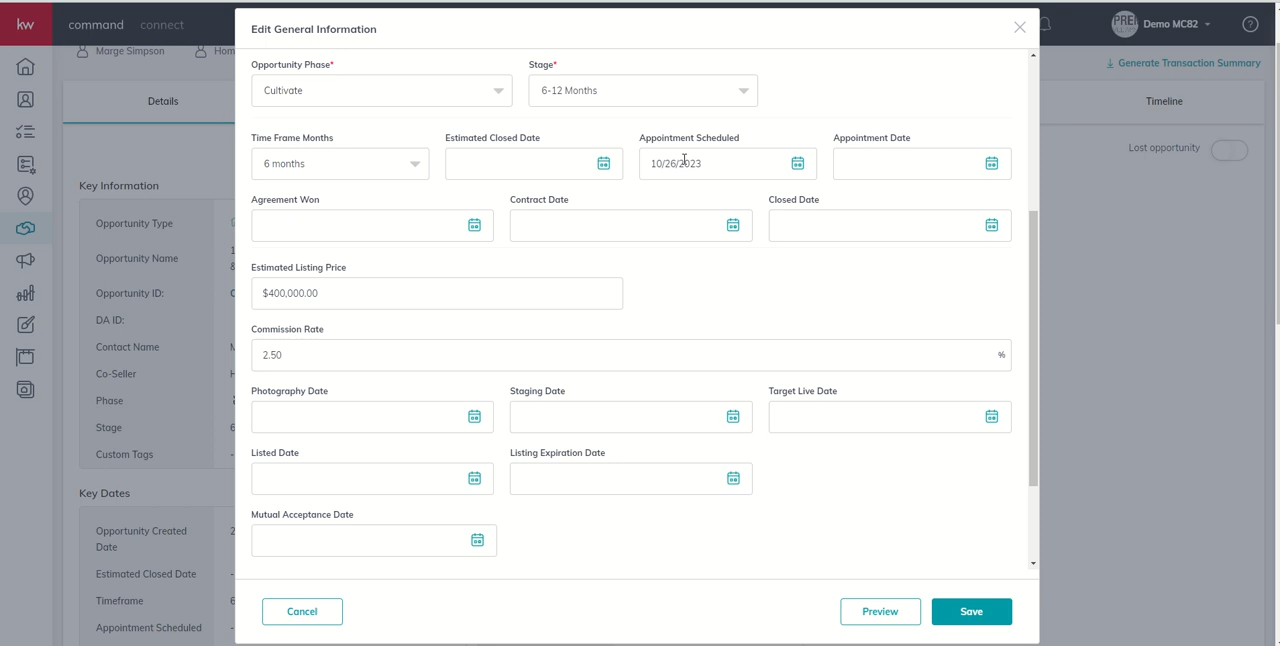 kw command connect Demo MC82
Edit General Information
Marge Simpson
Generate Transaction Summary
Details
Timeline
Lost opportunity
Opportunity Phase* Stage*
Cultivate 6-12 Months
Time Frame Months Estimated Closed Date Appointment Scheduled Appointment Date
6 months 10/26/2023
Agreement Won Contract Date Closed Date
Estimated Listing Price
$400,000.00
Commission Rate
2.50 %
Photography Date Staging Date Target Live Date
Listed Date Listing Expiration Date
Mutual Acceptance Date
Cancel Preview Save
Key Information
Opportunity Type
Opportunity Name
Opportunity ID:
DA ID:
Contact Name
Co-Seller
Phase
Stage
Custom Tags
Key Dates
Opportunity Created
Date
Estimated Closed Date
Timeframe
Appointment Scheduled